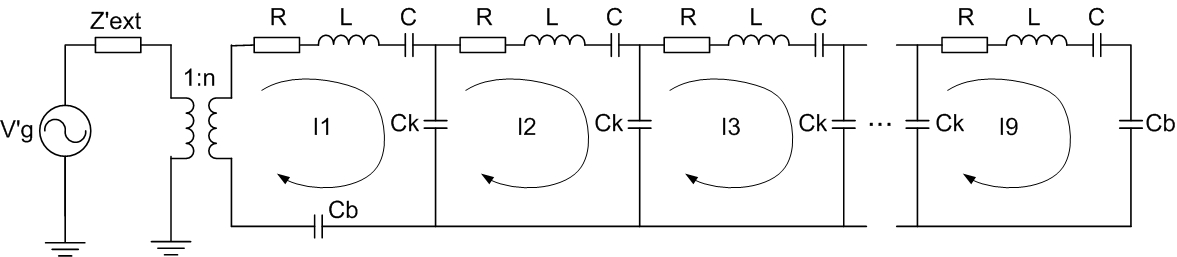 Z'ext R L C R L C R L C R L C
1:n
V'g I1 Ck I2 Ck I3 Ck ... Ck I9 Cb
Cb